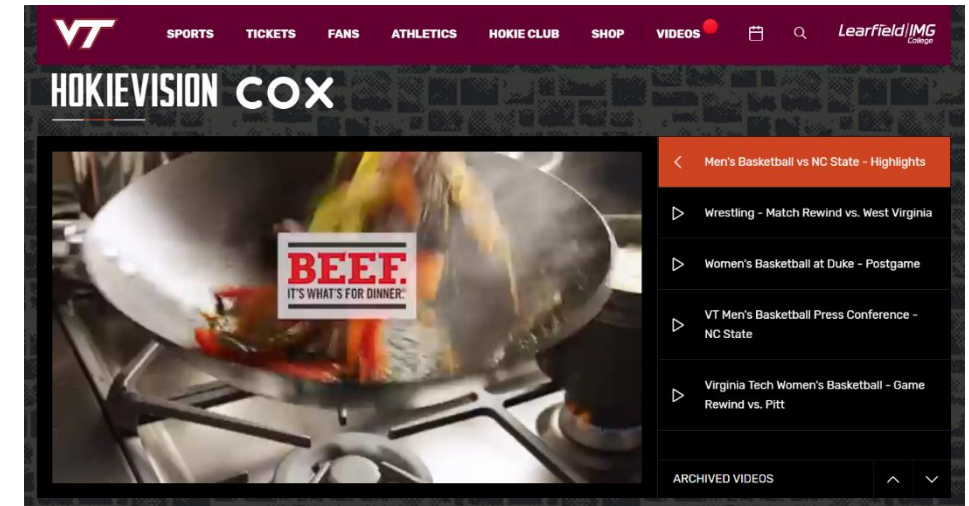 VT
SPORTS
TICKETS
FANS
ATHLETICS
HOKIE CLUB
SHOP
VIDEOS
Learfield||IMG
College
HOKIEVISION COX
BEEF.
IT'S WHAT'S FOR DINNER.®
Men's Basketball vs NC State - Highlights
Wrestling - Match Rewind vs. West Virginia
Women's Basketball at Duke - Postgame
VT Men's Basketball Press Conference -
NC State
Virginia Tech Women's Basketball - Game
Rewind vs. Pitt
ARCHIVED VIDEOS